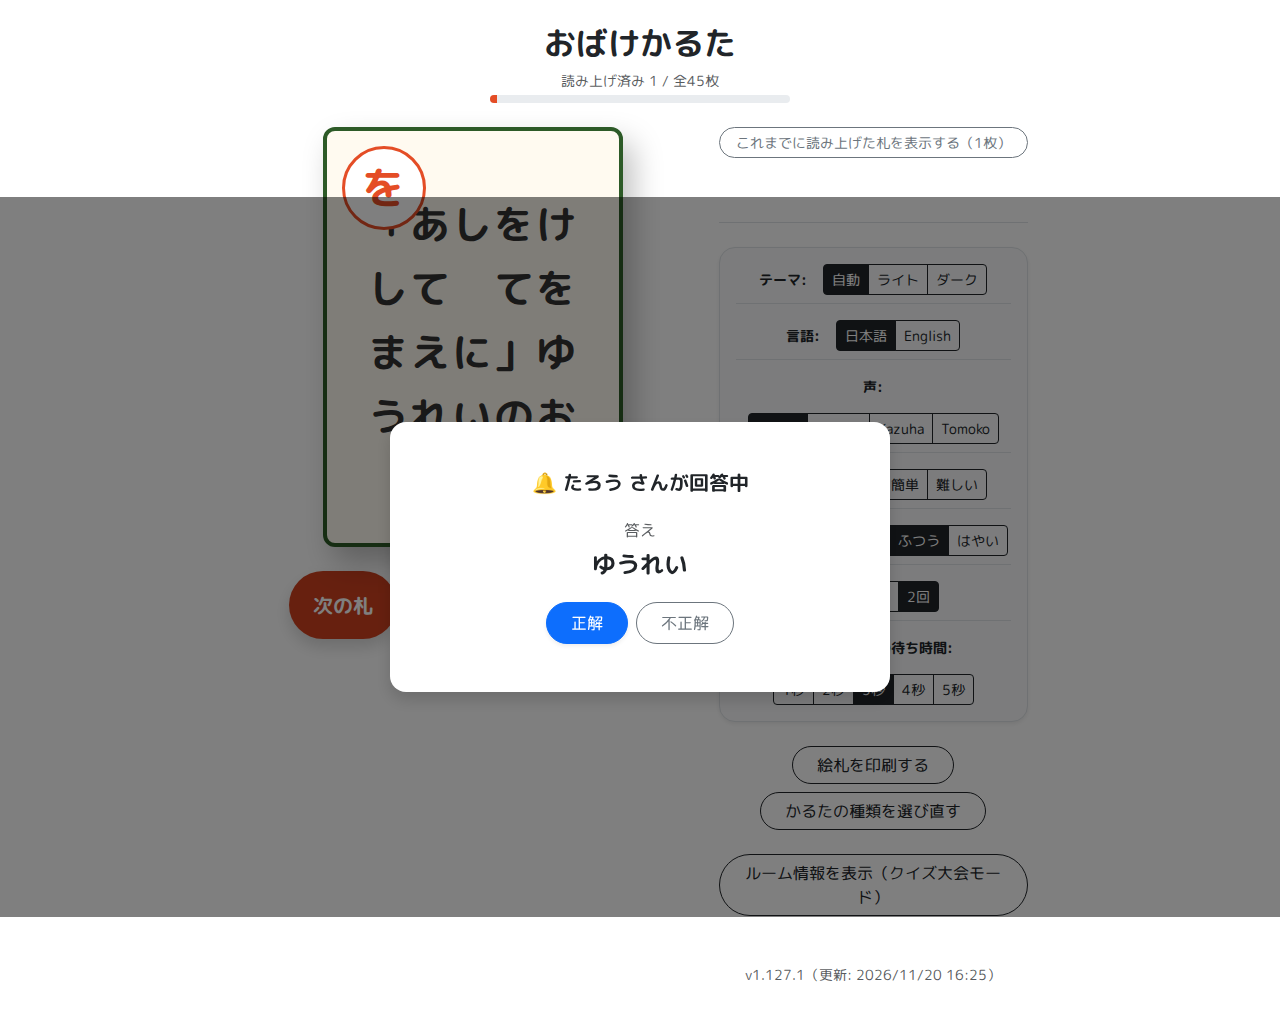 おばけかるた
読み上げ済み 1 / 全45枚
これまでに読み上げた札を表示する（1枚）
を
「あしをけ
して　てを
まえに」ゆ
うれいのお
次の札
テーマ: 自動 ライト ダーク
言語: 日本語 English
声:
Tomoko
簡単 難しい
ふつう はやい
2回
待ち時間:
4秒 5秒
🔔 たろう さんが回答中
答え
ゆうれい
正解 不正解
絵札を印刷する
かるたの種類を選び直す
ルーム情報を表示（クイズ大会モー
ド）
v1.127.1（更新: 2026/11/20 16:25）